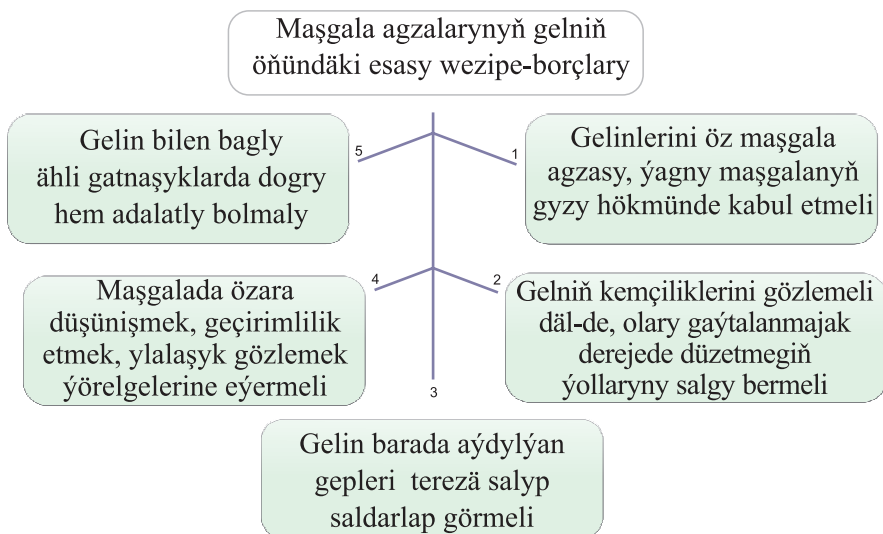 Maşgala agzalarynyň gelniň
öňündäki esasy wezipe-borçlary
1
Gelinlerini öz maşgala
agzasy, ýagny maşgalanyň
gyzy hökmünde kabul etmeli
2
Gelniň kemçiliklerini gözlemeli
däl-de, olary gaýtalanmajak
derejede düzetmegiň
ýollaryny salgy bermeli
3
Gelin barada aýdylýan
gepleri terezä salyp
saldarlap görmeli
4
Maşgalada özara
düşünişmek, geçirimlilik
etmek, ylalaşyk gözlemek
ýörelgelerine eýermeli
5
Gelin bilen bagly
ähli gatnaşyklarda dogry
hem adalatly bolmaly